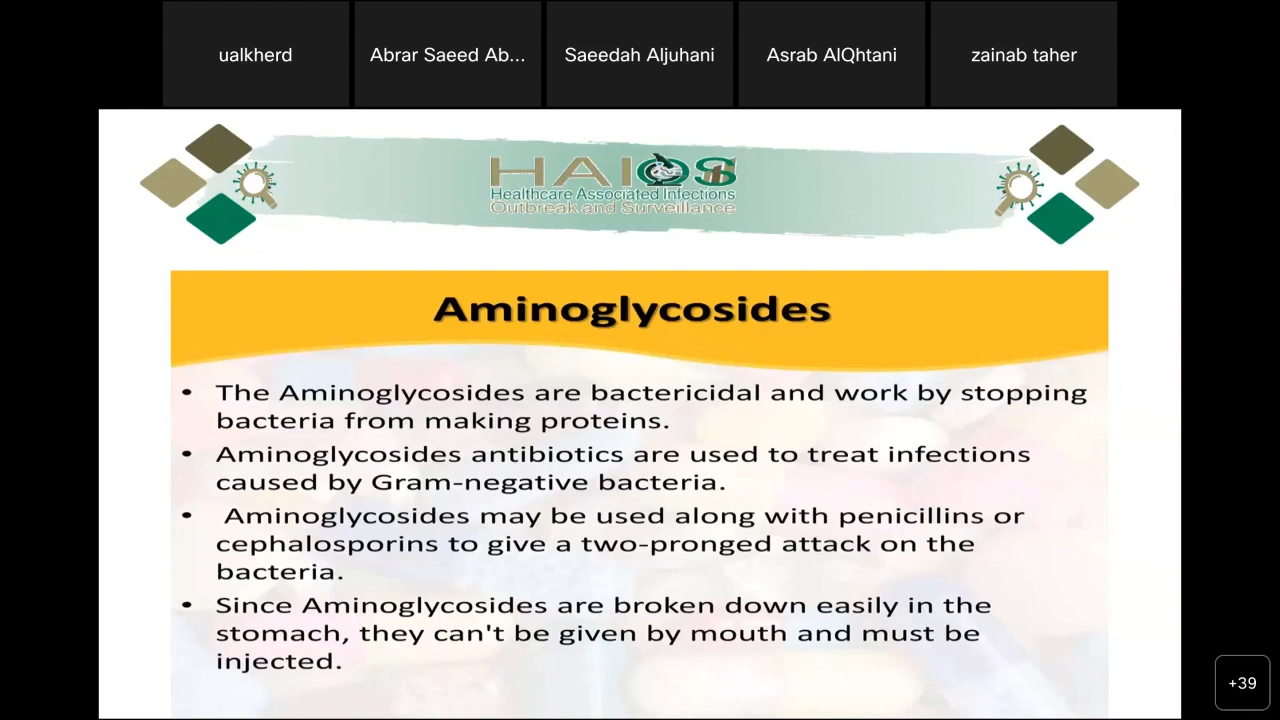 ualkherd
Abrar Saeed Ab...
Saeedah Aljuhani
Asrab AlQhtani
zainab taher
HAIOS
Healthcare Associated Infections
Outbreak and Surveillance
Aminoglycosides
• The Aminoglycosides are bactericidal and work by stopping
bacteria from making proteins.
• Aminoglycosides antibiotics are used to treat infections
caused by Gram-negative bacteria.
• Aminoglycosides may be used along with penicillins or
cephalosporins to give a two-pronged attack on the
bacteria.
• Since Aminoglycosides are broken down easily in the
stomach, they can't be given by mouth and must be
injected.
+39